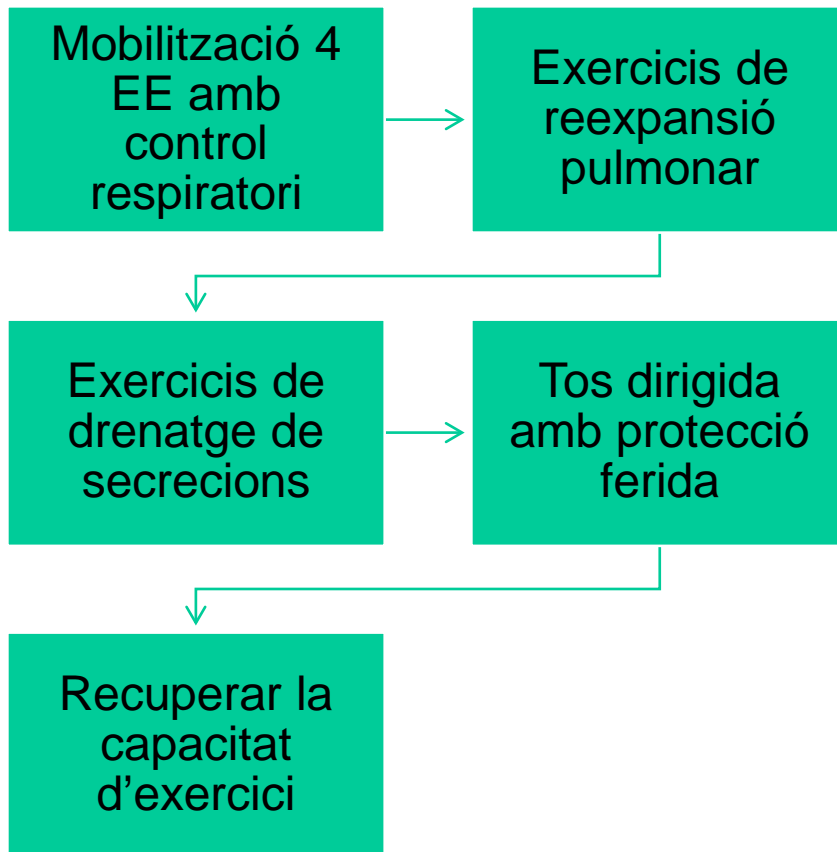 Mobilització 4
EE amb
control
respiratori
Exercicis de
reexpansió
pulmonar
Exercicis de
drenatge de
secrecions
Tos dirigida
amb protecció
ferida
Recuperar la
capacitat
d’exercici